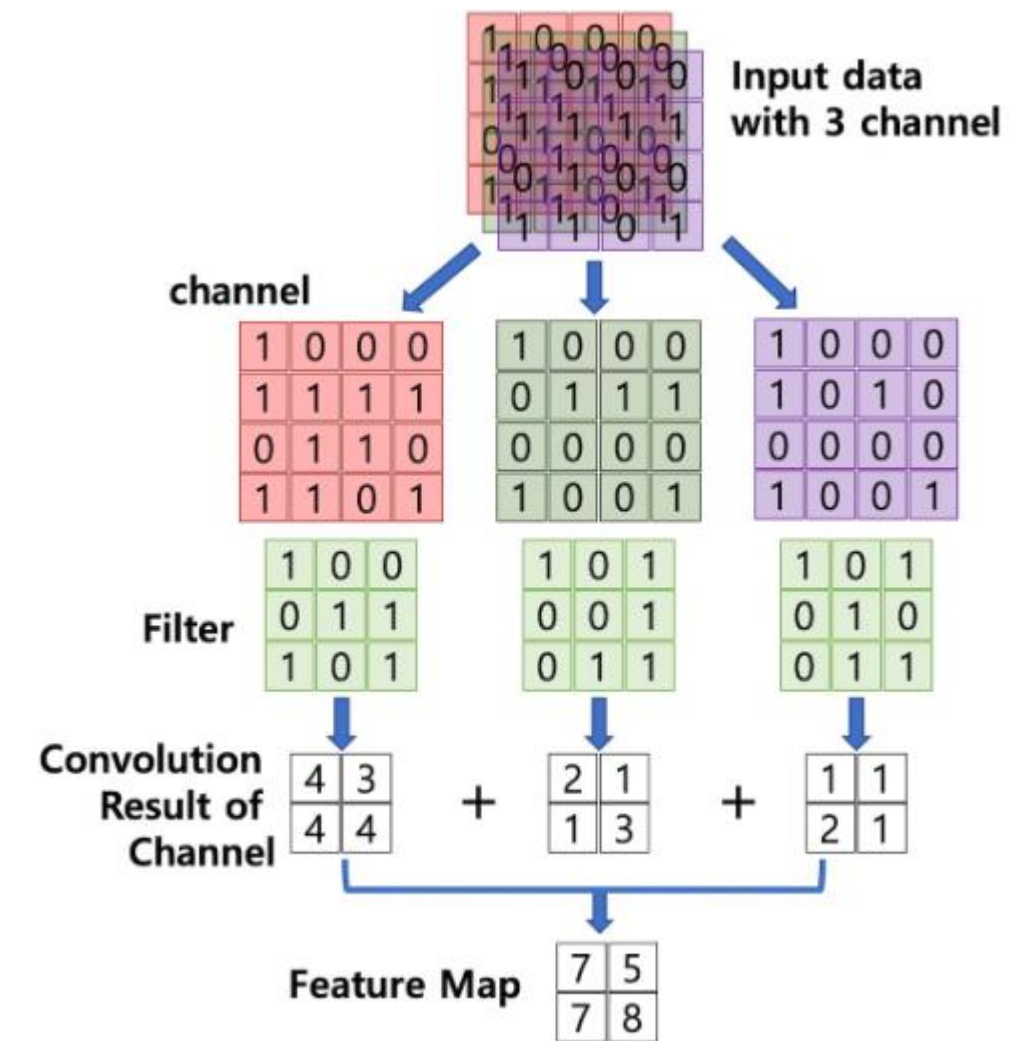 Input data
with 3 channel
channel
1 0 0 0 1 0 0 0 1 0 0 0
1 1 1 1 0 1 1 1 1 0 1 0
0 1 1 0 0 0 0 0 0 0 0 0
1 1 0 1 1 0 0 1 1 0 0 1
Filter
1 0 0 1 0 1 1 0 1
0 1 1 0 0 1 0 1 0
1 0 1 0 1 1 0 1 1
Convolution
Result of
Channel
4 3 2 1 1 1
+ +
4 4 1 3 2 1
Feature Map
7 5
7 8